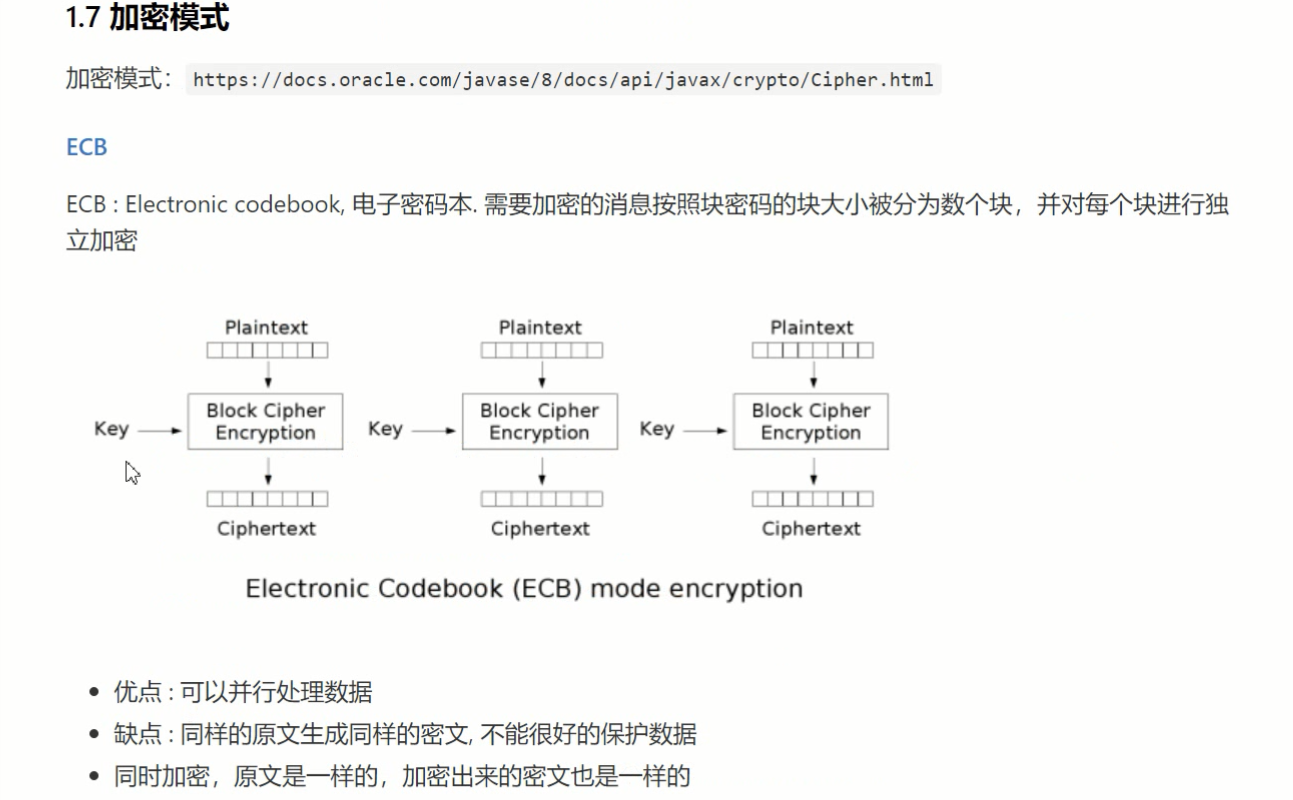 1.7 加密模式
加密模式： https://docs.oracle.com/javase/8/docs/api/javax/crypto/Cipher.html
ECB
ECB : Electronic codebook, 电子密码本. 需要加密的消息按照块密码的块大小被分为数个块，并对每个块进行独
立加密
Plaintext Plaintext Plaintext
Block Cipher Block Cipher Block Cipher
Key Encryption Key Encryption Key Encryption
Ciphertext Ciphertext Ciphertext
Electronic Codebook (ECB) mode encryption
优点 : 可以并行处理数据
缺点 : 同样的原文生成同样的密文, 不能很好的保护数据
同时加密，原文是一样的，加密出来的密文也是一样的